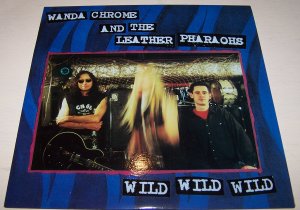 WANDA CHROME
AND THE
LEATHER PHARAOHS
WILD WILD WILD